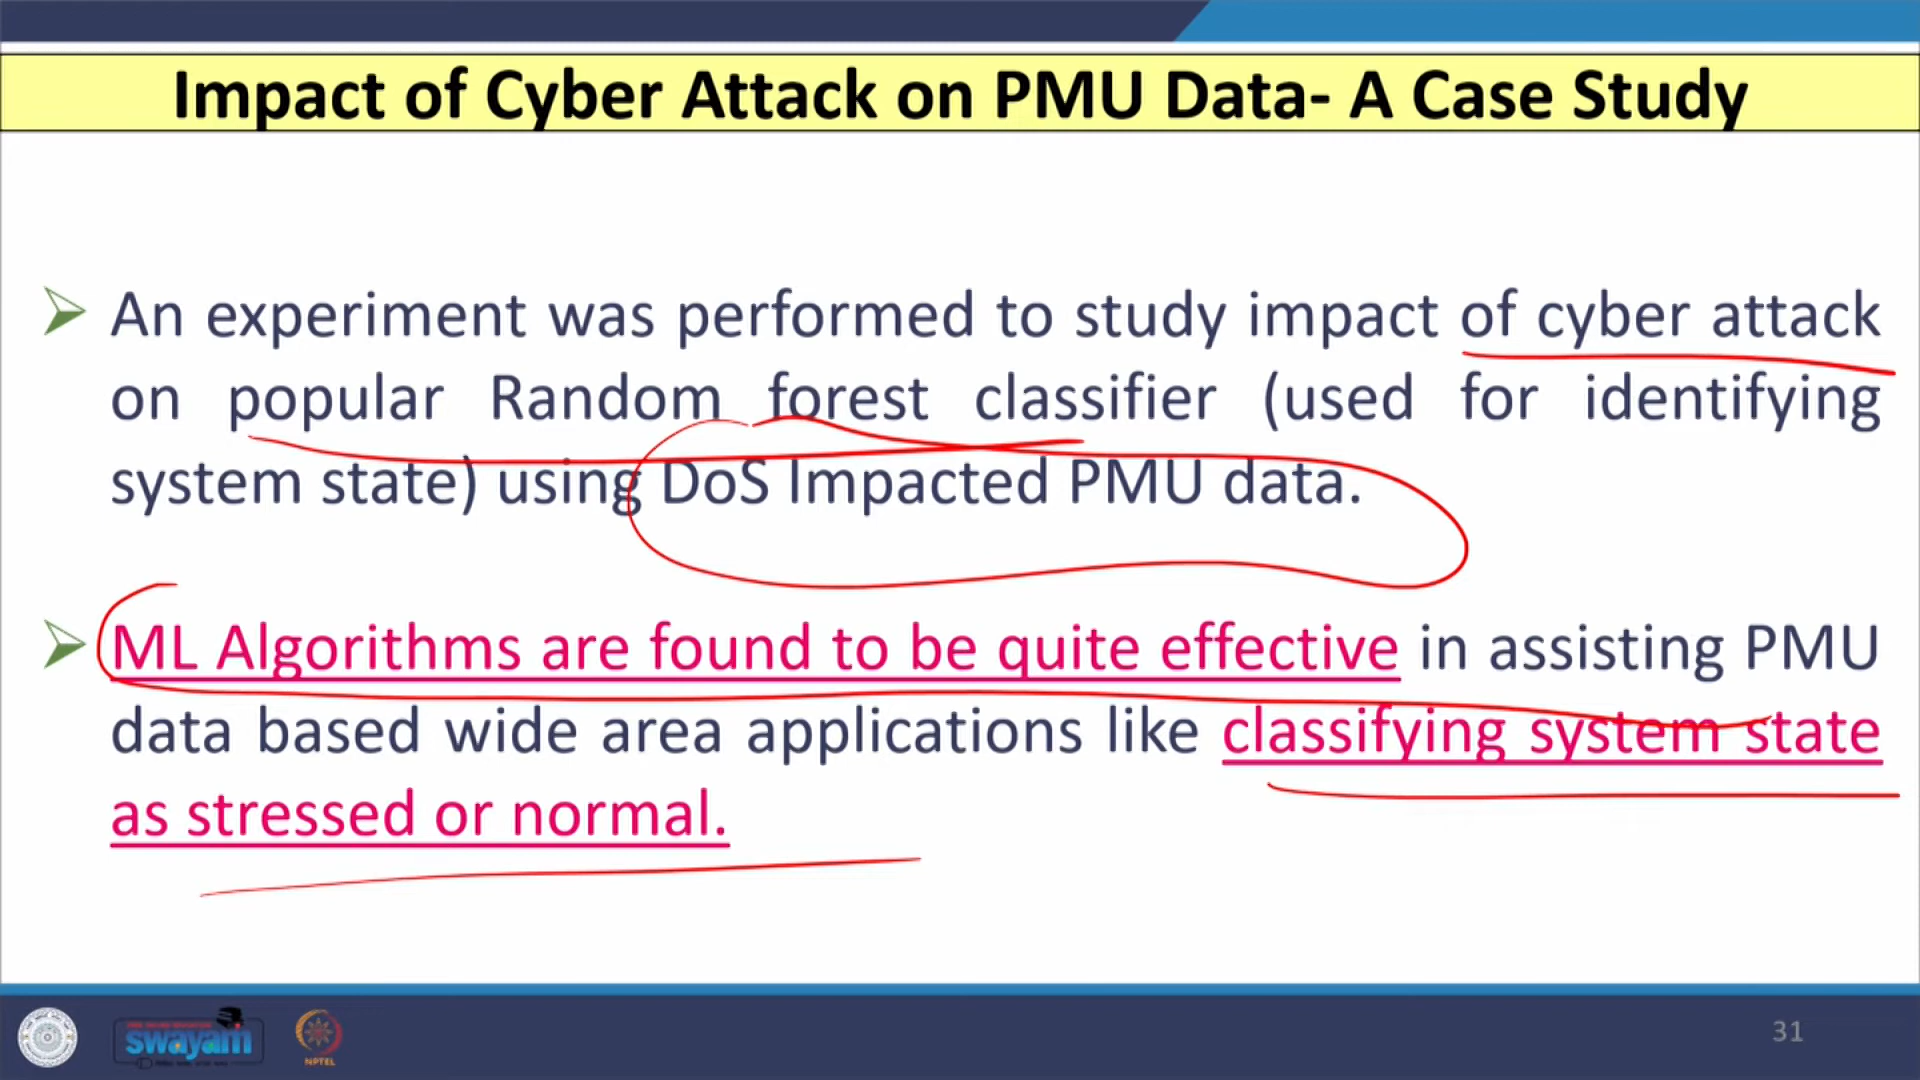 Impact of Cyber Attack on PMU Data- A Case Study
An experiment was performed to study impact of cyber attack
on popular Random forest classifier (used for identifying
system state) using DoS Impacted PMU data.
ML Algorithms are found to be quite effective in assisting PMU
data based wide area applications like classifying system state
as stressed or normal.
swayam
NPTEL
31